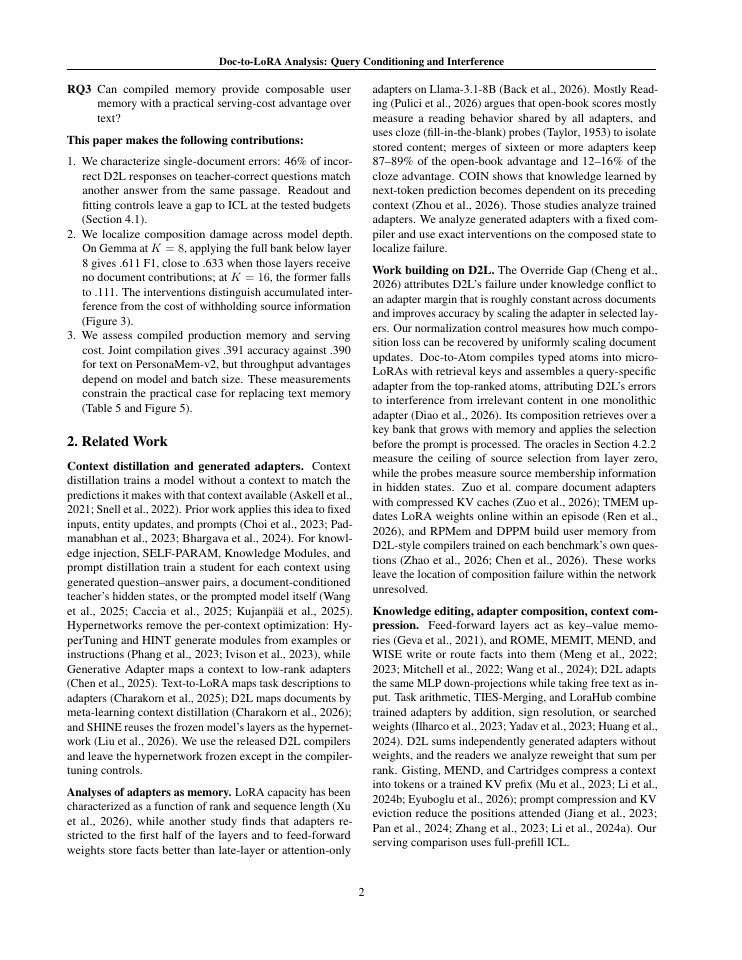 Doc-to-LoRA Analysis: Query Conditioning and Interference
RQ3 Can compiled memory provide composable user
memory with a practical serving-cost advantage over
text?
This paper makes the following contributions:
1. We characterize single-document errors: 46% of incor-
rect D2L responses on teacher-correct questions match
another answer from the same passage. Readout and
fitting controls leave a gap to ICL at the tested budgets
(Section 4.1).
2. We localize composition damage across model depth.
On Gemma at K = 8, applying the full bank below layer
8 gives .611 F1, close to .633 when those layers receive
no document contributions; at K = 16, the former falls
to .111. The interventions distinguish accumulated inter-
ference from the cost of withholding source information
(Figure 3).
3. We assess compiled production memory and serving
cost. Joint compilation gives .391 accuracy against .390
for text on PersonaMem-v2, but throughput advantages
depend on model and batch size. These measurements
constrain the practical case for replacing text memory
(Table 5 and Figure 5).
2. Related Work
Context distillation and generated adapters. Context
distillation trains a model without a context to match the
predictions it makes with that context available (Askell et al.,
2021; Snell et al., 2022). Prior work applies this idea to fixed
inputs, entity updates, and prompts (Choi et al., 2023; Pad-
manabhan et al., 2023; Bhargava et al., 2024). For knowl-
edge injection, SELF-PARAM, Knowledge Modules, and
prompt distillation train a student for each context using
generated question–answer pairs, a document-conditioned
teacher's hidden states, or the prompted model itself (Wang
et al., 2025; Caccia et al., 2025; Kujanpää et al., 2025).
Hypernetworks remove the per-context optimization: Hy-
perTuning and HINT generate modules from examples or
instructions (Phang et al., 2023; Ivison et al., 2023), while
Generative Adapter maps a context to low-rank adapters
(Chen et al., 2025). Text-to-LoRA maps task descriptions to
adapters (Charakorn et al., 2025); D2L maps documents by
meta-learning context distillation (Charakorn et al., 2026);
and SHINE reuses the frozen model's layers as the hypernet-
work (Liu et al., 2026). We use the released D2L compilers
and leave the hypernetwork frozen except in the compiler-
tuning controls.
Analyses of adapters as memory. LoRA capacity has been
characterized as a function of rank and sequence length (Xu
et al., 2026), while another study finds that adapters re-
stricted to the first half of the layers and to feed-forward
weights store facts better than late-layer or attention-only
adapters on Llama-3.1-8B (Back et al., 2026). Mostly Read-
ing (Pulici et al., 2026) argues that open-book scores mostly
measure a reading behavior shared by all adapters, and
uses cloze (fill-in-the-blank) probes (Taylor, 1953) to isolate
stored content; merges of sixteen or more adapters keep
87–89% of the open-book advantage and 12–16% of the
cloze advantage. COIN shows that knowledge learned by
next-token prediction becomes dependent on its preceding
context (Zhou et al., 2026). Those studies analyze trained
adapters. We analyze generated adapters with a fixed com-
piler and use exact interventions on the composed state to
localize failure.
Work building on D2L. The Override Gap (Cheng et al.,
2026) attributes D2L's failure under knowledge conflict to
an adapter margin that is roughly constant across documents
and improves accuracy by scaling the adapter in selected lay-
ers. Our normalization control measures how much compo-
sition loss can be recovered by uniformly scaling document
updates. Doc-to-Atom compiles typed atoms into micro-
LoRAs with retrieval keys and assembles a query-specific
adapter from the top-ranked atoms, attributing D2L's errors
to interference from irrelevant content in one monolithic
adapter (Diao et al., 2026). Its composition retrieves over a
key bank that grows with memory and applies the selection
before the prompt is processed. The oracles in Section 4.2.2
measure the ceiling of source selection from layer zero,
while the probes measure source membership information
in hidden states. Zuo et al. compare document adapters
with compressed KV caches (Zuo et al., 2026); TMEM up-
dates LoRA weights online within an episode (Ren et al.,
2026), and RPMem and DPPM build user memory from
D2L-style compilers trained on each benchmark's own ques-
tions (Zhao et al., 2026; Chen et al., 2026). These works
leave the location of composition failure within the network
unresolved.
Knowledge editing, adapter composition, context com-
pression. Feed-forward layers act as key–value memo-
ries (Geva et al., 2021), and ROME, MEMIT, MEND, and
WISE write or route facts into them (Meng et al., 2022;
2023; Mitchell et al., 2022; Wang et al., 2024); D2L adapts
the same MLP down-projections while taking free text as in-
put. Task arithmetic, TIES-Merging, and LoraHub combine
trained adapters by addition, sign resolution, or searched
weights (Ilharco et al., 2023; Yadav et al., 2023; Huang et al.,
2024). D2L sums independently generated adapters without
weights, and the readers we analyze reweight that sum per
rank. Gisting, MEND, and Cartridges compress a context
into tokens or a trained KV prefix (Mu et al., 2023; Li et al.,
2024b; Eyuboglu et al., 2026); prompt compression and KV
eviction reduce the positions attended (Jiang et al., 2023;
Pan et al., 2024; Zhang et al., 2023; Li et al., 2024a). Our
serving comparison uses full-prefill ICL.
2